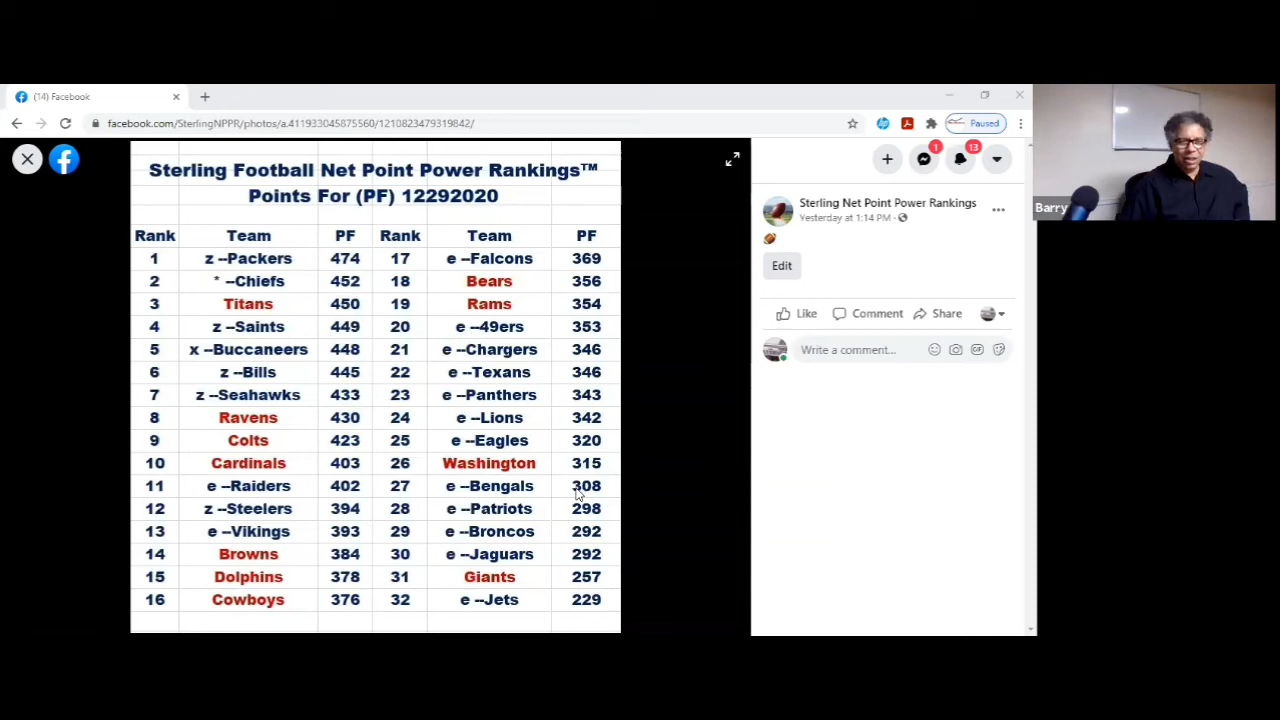 (14) Facebook
facebook.com/SterlingNPPR/photos/a.411933045875560/1210823479319842/
Paused
Sterling Football Net Point Power Rankings™
Points For (PF) 12292020
Rank Team PF Rank Team PF
1 z --Packers 474 17 e --Falcons 369
2 * --Chiefs 452 18 Bears 356
3 Titans 450 19 Rams 354
4 z --Saints 449 20 e --49ers 353
5 x --Buccaneers 448 21 e --Chargers 346
6 z --Bills 445 22 e --Texans 346
7 z --Seahawks 433 23 e --Panthers 343
8 Ravens 430 24 e --Lions 342
9 Colts 423 25 e --Eagles 320
10 Cardinals 403 26 Washington 315
11 e --Raiders 402 27 e --Bengals 308
12 z --Steelers 394 28 e --Patriots 298
13 e --Vikings 393 29 e --Broncos 292
14 Browns 384 30 e --Jaguars 292
15 Dolphins 378 31 Giants 257
16 Cowboys 376 32 e --Jets 229
1 13
Sterling Net Point Power Rankings
Yesterday at 1:14 PM
Edit
Like Comment Share
Write a comment...
GIF
Barry